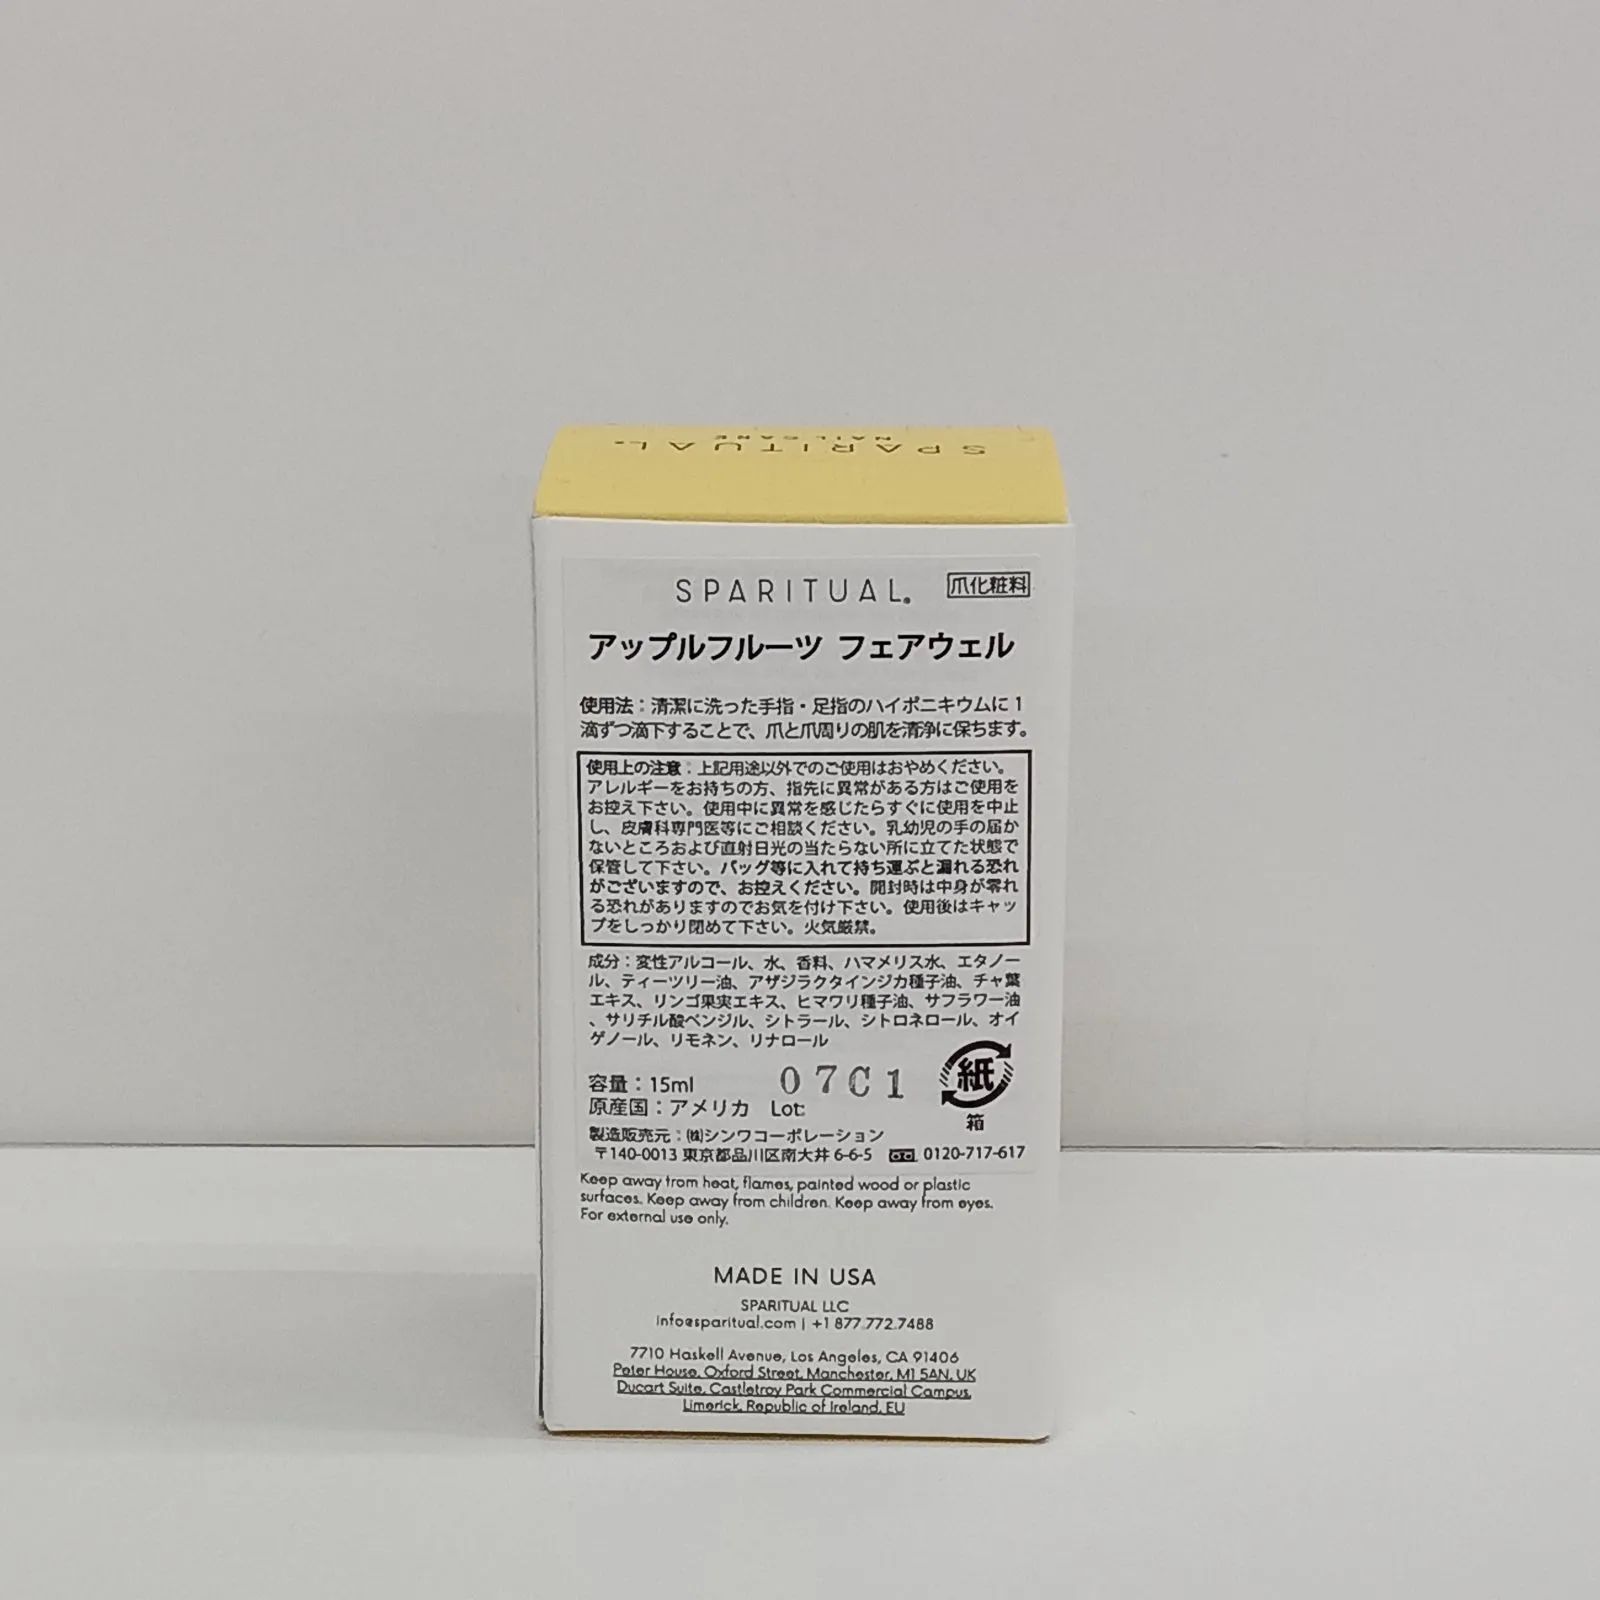 SPARITUAL®
NAIL CARE
SPARITUAL®
爪化粧料
アップルフルーツ フェアウェル
使用法:清潔に洗った手指・足指のハイポニキウムに1
滴ずつ滴下することで、爪と爪周りの肌を清浄に保ちます。
使用上の注意:上記用途以外でのご使用はおやめください。
アレルギーをお持ちの方、指先に異常がある方はご使用を
お控え下さい。使用中に異常を感じたらすぐに使用を中止
し、皮膚科専門医等にご相談ください。乳幼児の手の届か
ないところおよび直射日光の当たらない所に立てた状態で
保管して下さい。バッグ等に入れて持ち運ぶと漏れる恐れ
がございますので、お控えください。開封時は中身が零れ
る恐れがありますのでお気を付け下さい。使用後はキャッ
プをしっかり閉めて下さい。火気厳禁。
成分:変性アルコール、水、香料、ハマメリス水、エタノー
ル、ティーツリー油、アザジラクタインジカ種子油、チャ葉
エキス、リンゴ果実エキス、ヒマワリ種子油、サフラワー油
、サリチル酸ベンジル、シトラール、シトロネロール、オイ
ゲノール、リモネン、リナロール
容量:15ml
07C1
原産国:アメリカ Lot:
紙
箱
製造販売元:㈱シンワコーポレーション
〒140-0013 東京都品川区南大井 6-6-5 0120-717-617
Keep away from heat, flames, painted wood or plastic
surfaces. Keep away from children. Keep away from eyes.
For external use only.
MADE IN USA
SPARITUAL LLC
info@sparitual.com | +1 877.772.7488
7710 Haskell Avenue, Los Angeles, CA 91406
Peter House, Oxford Street, Manchester, M1 5AN, UK
Ducart Suite, Castletroy Park Commercial Campus,
Limerick, Republic of Ireland, EU